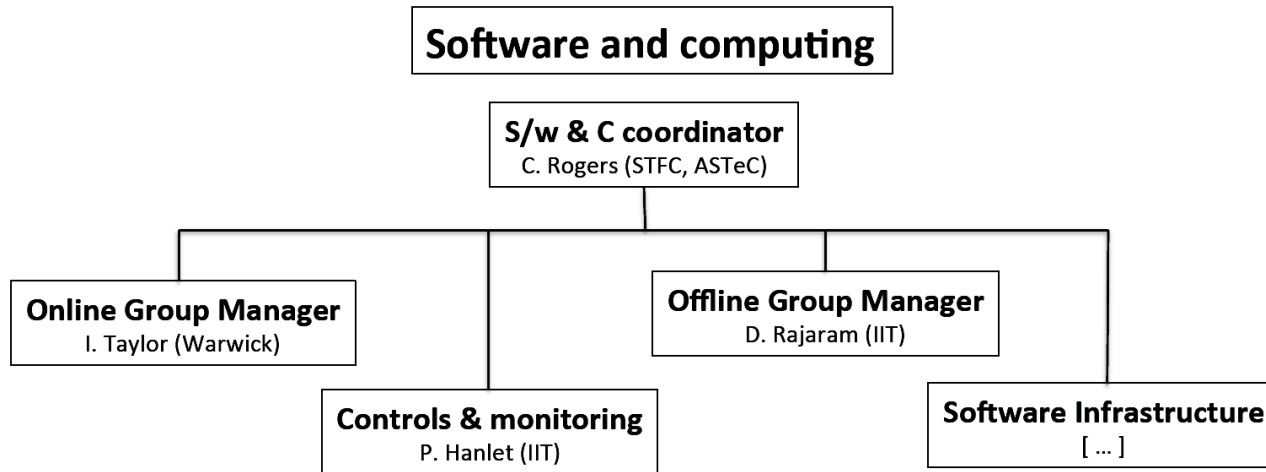 Software and computing
S/w & C coordinator
C. Rogers (STFC, ASTeC)
Online Group Manager
I. Taylor (Warwick)
Offline Group Manager
D. Rajaram (IIT)
Controls & monitoring
P. Hanlet (IIT)
Software Infrastructure
[ ... ]